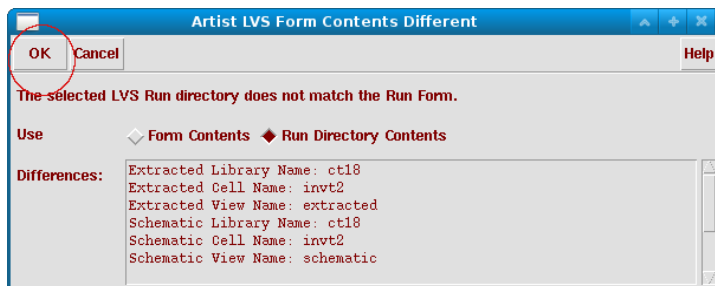 Artist LVS Form Contents Different
OK Cancel Help
The selected LVS Run directory does not match the Run Form.
Use Form Contents Run Directory Contents
Differences:
Extracted Library Name: ct18
Extracted Cell Name: invt2
Extracted View Name: extracted
Schematic Library Name: ct18
Schematic Cell Name: invt2
Schematic View Name: schematic